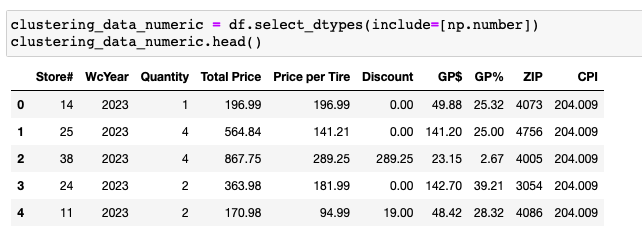 clustering_data_numeric = df.select_dtypes(include=[np.number])
clustering_data_numeric.head()
Store# WcYear Quantity Total Price Price per Tire Discount GP$ GP% ZIP CPI
0 14 2023 1 196.99 196.99 0.00 49.88 25.32 4073 204.009
1 25 2023 4 564.84 141.21 0.00 141.20 25.00 4756 204.009
2 38 2023 4 867.75 289.25 289.25 23.15 2.67 4005 204.009
3 24 2023 2 363.98 181.99 0.00 142.70 39.21 3054 204.009
4 11 2023 2 170.98 94.99 19.00 48.42 28.32 4086 204.009